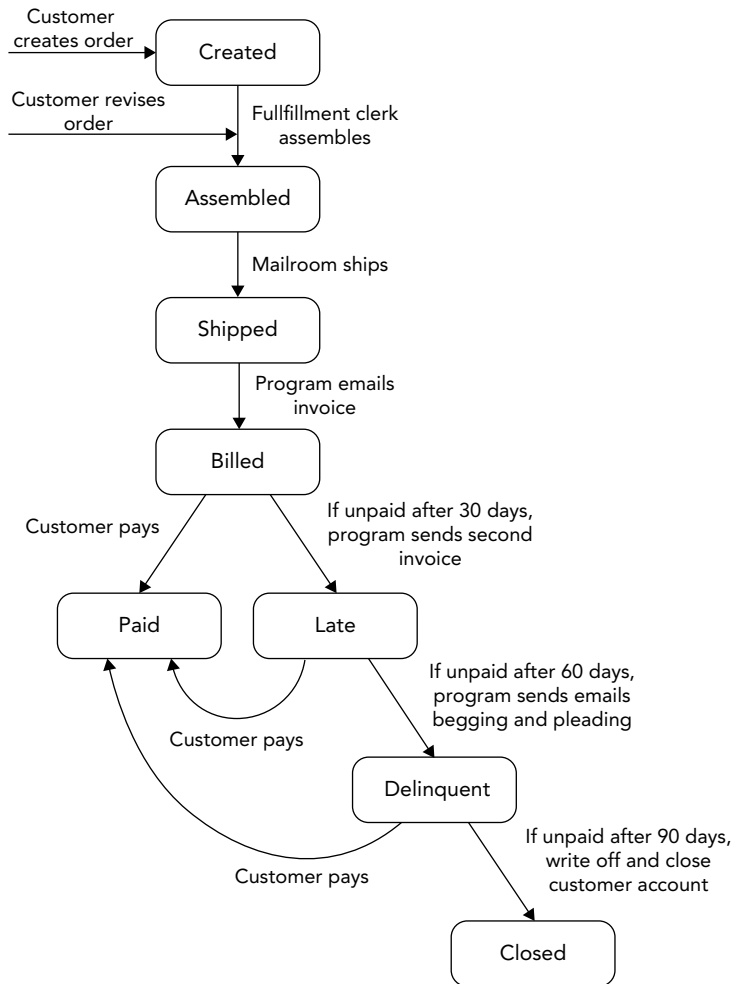 Customer
creates order
Created
Customer revises
order
Fullfillment clerk
assembles
Assembled
Mailroom ships
Shipped
Program emails
invoice
Billed
Customer pays
If unpaid after 30 days,
program sends second
invoice
Paid
Late
If unpaid after 60 days,
program sends emails
begging and pleading
Customer pays
Delinquent
If unpaid after 90 days,
write off and close
customer account
Customer pays
Closed